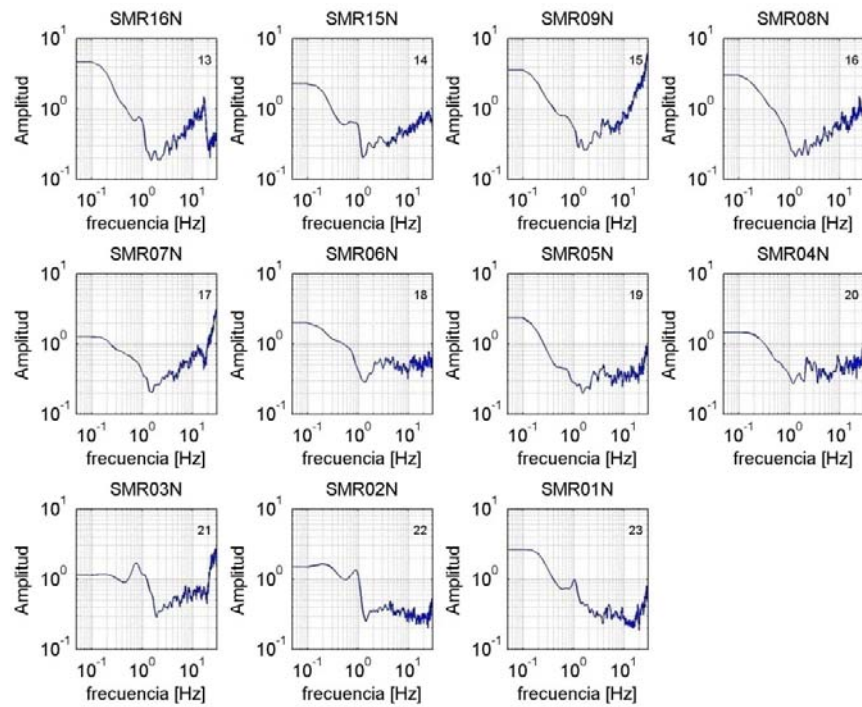 SMR16N SMR15N SMR09N SMR08N
10^1 10^1 10^1 10^1
13 14 15 16
Amplitud Amplitud Amplitud Amplitud
10^0 10^0 10^0 10^0
10^-1 10^-1 10^-1 10^-1
10^-1 10^0 10^1 10^-1 10^0 10^1 10^-1 10^0 10^1 10^-1 10^0 10^1
frecuencia [Hz] frecuencia [Hz] frecuencia [Hz] frecuencia [Hz]
SMR07N SMR06N SMR05N SMR04N
10^1 10^1 10^1 10^1
17 18 19 20
Amplitud Amplitud Amplitud Amplitud
10^0 10^0 10^0 10^0
10^-1 10^-1 10^-1 10^-1
10^-1 10^0 10^1 10^-1 10^0 10^1 10^-1 10^0 10^1 10^-1 10^0 10^1
frecuencia [Hz] frecuencia [Hz] frecuencia [Hz] frecuencia [Hz]
SMR03N SMR02N SMR01N
10^1 10^1 10^1
21 22 23
Amplitud Amplitud Amplitud
10^0 10^0 10^0
10^-1 10^-1 10^-1
10^-1 10^0 10^1 10^-1 10^0 10^1 10^-1 10^0 10^1
frecuencia [Hz] frecuencia [Hz] frecuencia [Hz]